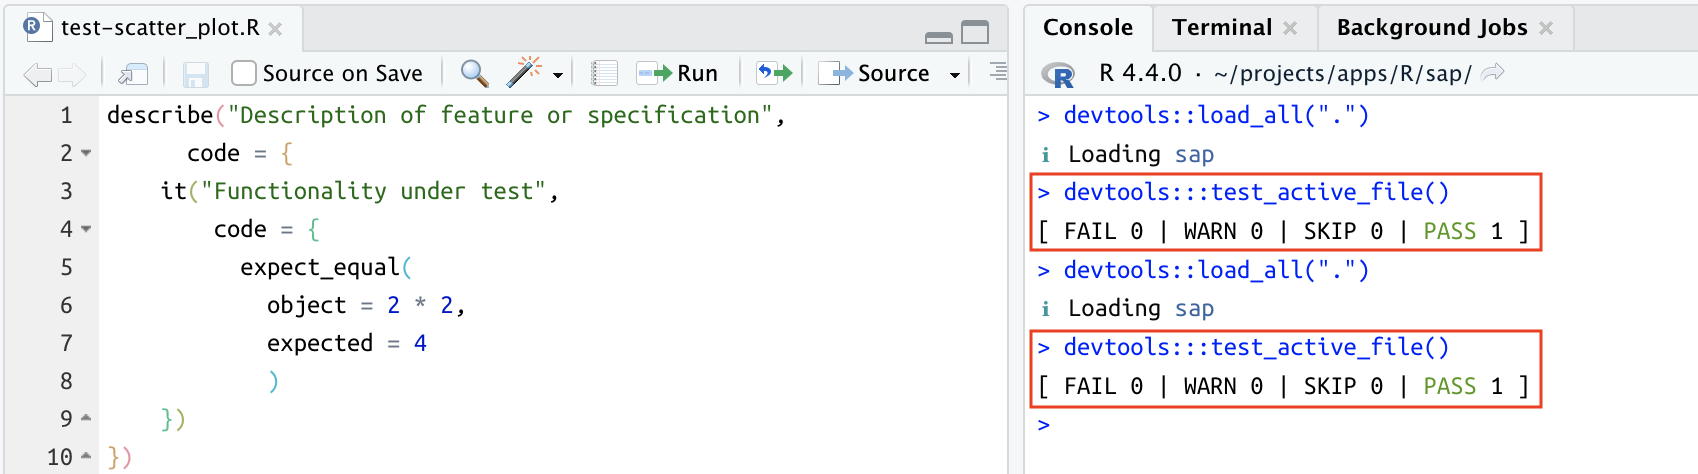 test-scatter_plot.R
Source on Save
Run
Source
1 describe("Description of feature or specification",
2 code = {
3 it("Functionality under test",
4 code = {
5 expect_equal(
6 object = 2 * 2,
7 expected = 4
8 )
9 })
10 })
Console Terminal Background Jobs
R R 4.4.0 · ~/projects/apps/R/sap/
> devtools::load_all(".")
ℹ Loading sap
> devtools:::test_active_file()
[ FAIL 0 | WARN 0 | SKIP 0 | PASS 1 ]
> devtools::load_all(".")
ℹ Loading sap
> devtools:::test_active_file()
[ FAIL 0 | WARN 0 | SKIP 0 | PASS 1 ]
>